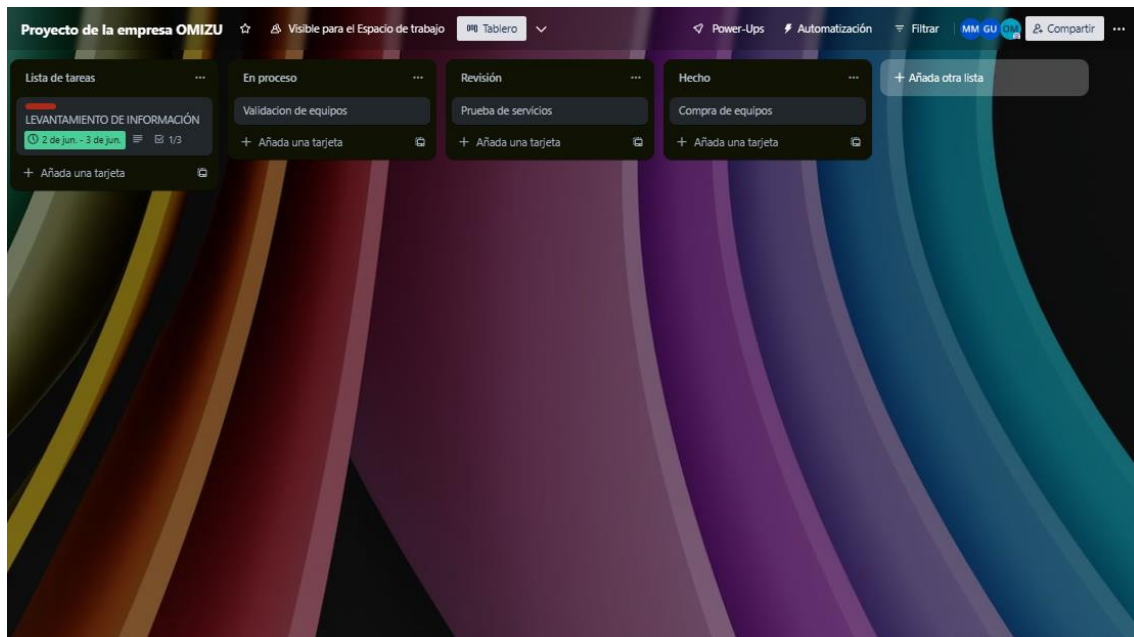 Proyecto de la empresa OMIZU
Visible para el Espacio de trabajo
Tablero
Power-Ups
Automatización
Filtrar
MM GU OM
Compartir
Lista de tareas
LEVANTAMIENTO DE INFORMACIÓN
2 de jun. - 3 de jun. 1/3
+ Añada una tarjeta
En proceso
Validacion de equipos
+ Añada una tarjeta
Revisión
Prueba de servicios
+ Añada una tarjeta
Hecho
Compra de equipos
+ Añada una tarjeta
+ Añada otra lista